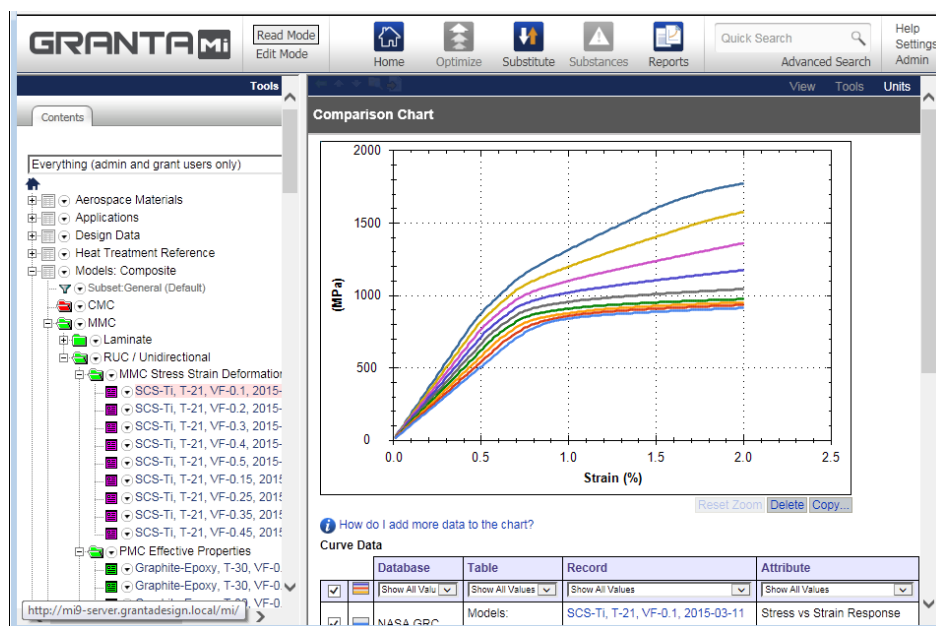 GRANTA Mi
Read Mode
Edit Mode
Home
Optimize
Substitute
Substances
Reports
Quick Search
Advanced Search
Help
Settings
Admin
Tools
View Tools Units
Contents
Comparison Chart
Everything (admin and grant users only)
Aerospace Materials
Applications
Design Data
Heat Treatment Reference
Models: Composite
Subset:General (Default)
CMC
MMC
Laminate
RUC / Unidirectional
MMC Stress Strain Deformation
SCS-Ti, T-21, VF-0.1, 2015-
SCS-Ti, T-21, VF-0.2, 2015-
SCS-Ti, T-21, VF-0.3, 2015-
SCS-Ti, T-21, VF-0.4, 2015-
SCS-Ti, T-21, VF-0.5, 2015-
SCS-Ti, T-21, VF-0.15, 201
SCS-Ti, T-21, VF-0.25, 201
SCS-Ti, T-21, VF-0.35, 201
SCS-Ti, T-21, VF-0.45, 201
PMC Effective Properties
Graphite-Epoxy, T-30, VF-0
Graphite-Epoxy, T-30, VF-0
VF-0
http://mi9-server.grantadesign.local/mi/
2000
1500
1000
500
0
(MPa)
0.0 0.5 1.0 1.5 2.0 2.5
Strain (%)
Reset Zoom Delete Copy...
How do I add more data to the chart?
Curve Data
Database Table Record Attribute
Show All Valu Show All Values Show All Values Show All Values
NASA GRC Models: SCS-Ti, T-21, VF-0.1, 2015-03-11 Stress vs Strain Response